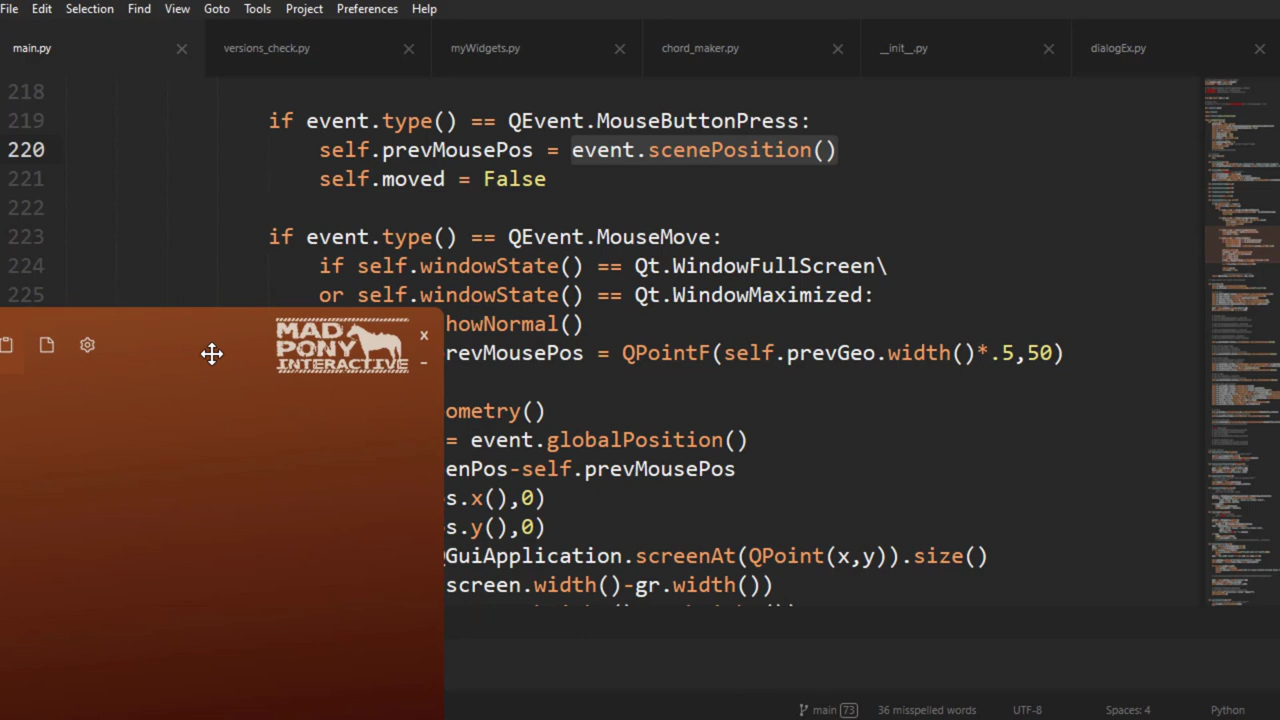 File Edit Selection View Goto Tools Project Preferences Help
main.py versions_check.py myWidgets.py chord_maker.py __init__.py dialogEx.py
218
219 if event.type() == QEvent.MouseButtonPress:
220 self.prevMousePos = event.scenePosition()
221 self.moved = False
222
223 if event.type() == QEvent.MouseMove:
224 if self.windowState() == Qt.WindowFullScreen\
225 or self.windowState() == Qt.WindowMaximized:
howNormal()
revMousePos = QPointF(self.prevGeo.width()*.5,50)
ometry()
= event.globalPosition()
enPos-self.prevMousePos
s.x(),0)
s.y(),0)
GuiApplication.screenAt(QPoint(x,y)).size()
screen.width()-gr.width())
MAD
PONY
INTERACTIVE
x
-
main 73 36 misspelled words UTF-8 Spaces: 4 Python